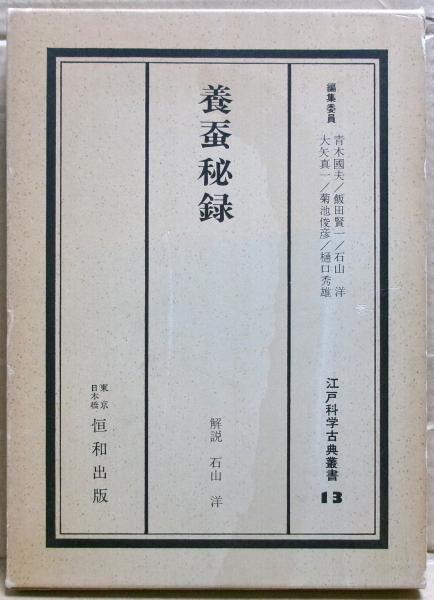 編集委員
青木國夫／飯田賢一／石山 洋
大矢真一／菊池俊彦／樋口秀雄
江戸科学古典叢書 13
養蚕秘録
解説 石山 洋
東京
日本橋
恒和出版